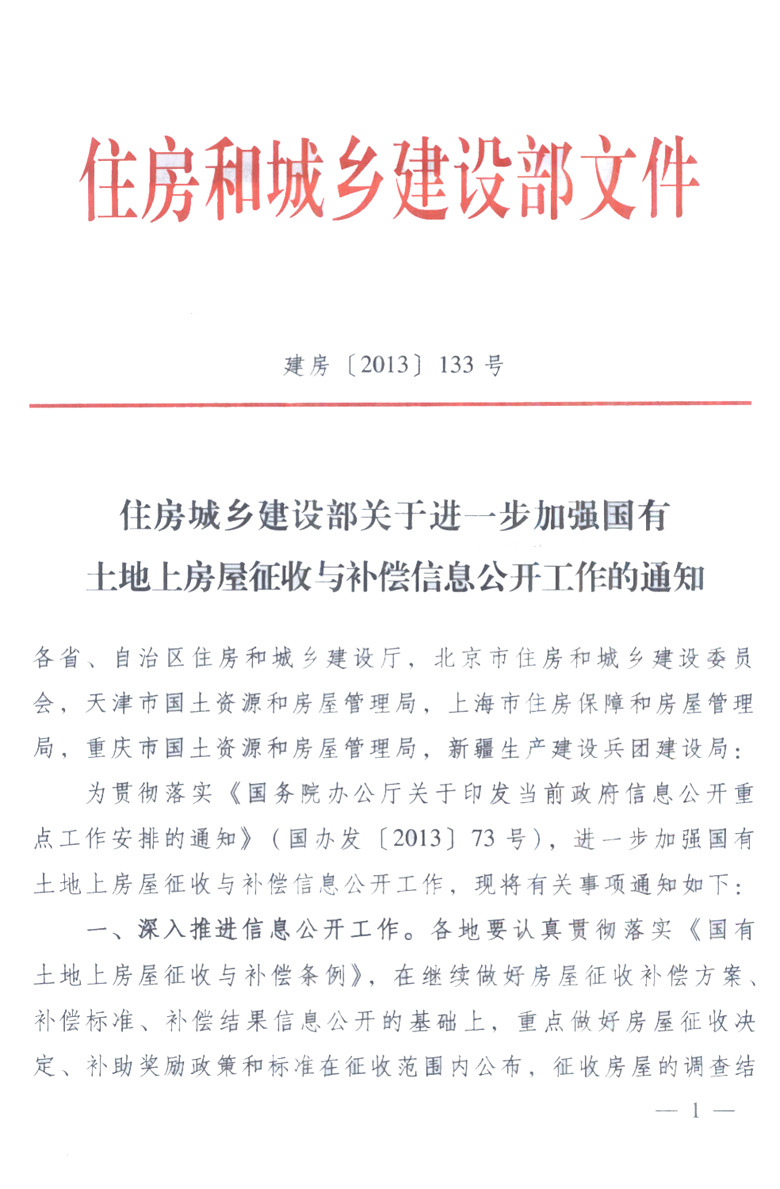 住房和城乡建设部文件
建房〔2013〕133号
住房城乡建设部关于进一步加强国有
土地上房屋征收与补偿信息公开工作的通知
各省、自治区住房和城乡建设厅，北京市住房和城乡建设委员
会，天津市国土资源和房屋管理局，上海市住房保障和房屋管理
局，重庆市国土资源和房屋管理局，新疆生产建设兵团建设局：
为贯彻落实《国务院办公厅关于印发当前政府信息公开重
点工作安排的通知》（国办发〔2013〕73号），进一步加强国有
土地上房屋征收与补偿信息公开工作，现将有关事项通知如下：
一、深入推进信息公开工作。各地要认真贯彻落实《国有
土地上房屋征收与补偿条例》，在继续做好房屋征收补偿方案、
补偿标准、补偿结果信息公开的基础上，重点做好房屋征收决
定、补助奖励政策和标准在征收范围内公布，征收房屋的调查结
— 1 —